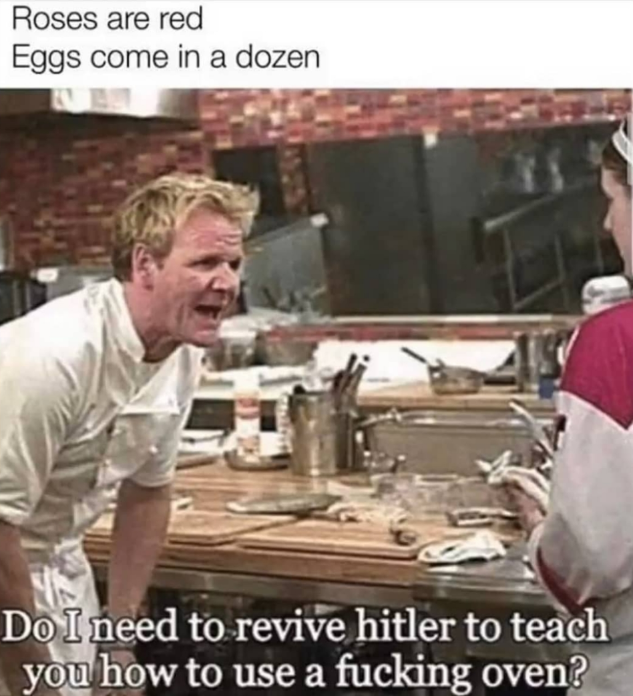 Roses are red
Eggs come in a dozen
Do I need to revive hitler to teach
you how to use a fucking oven?